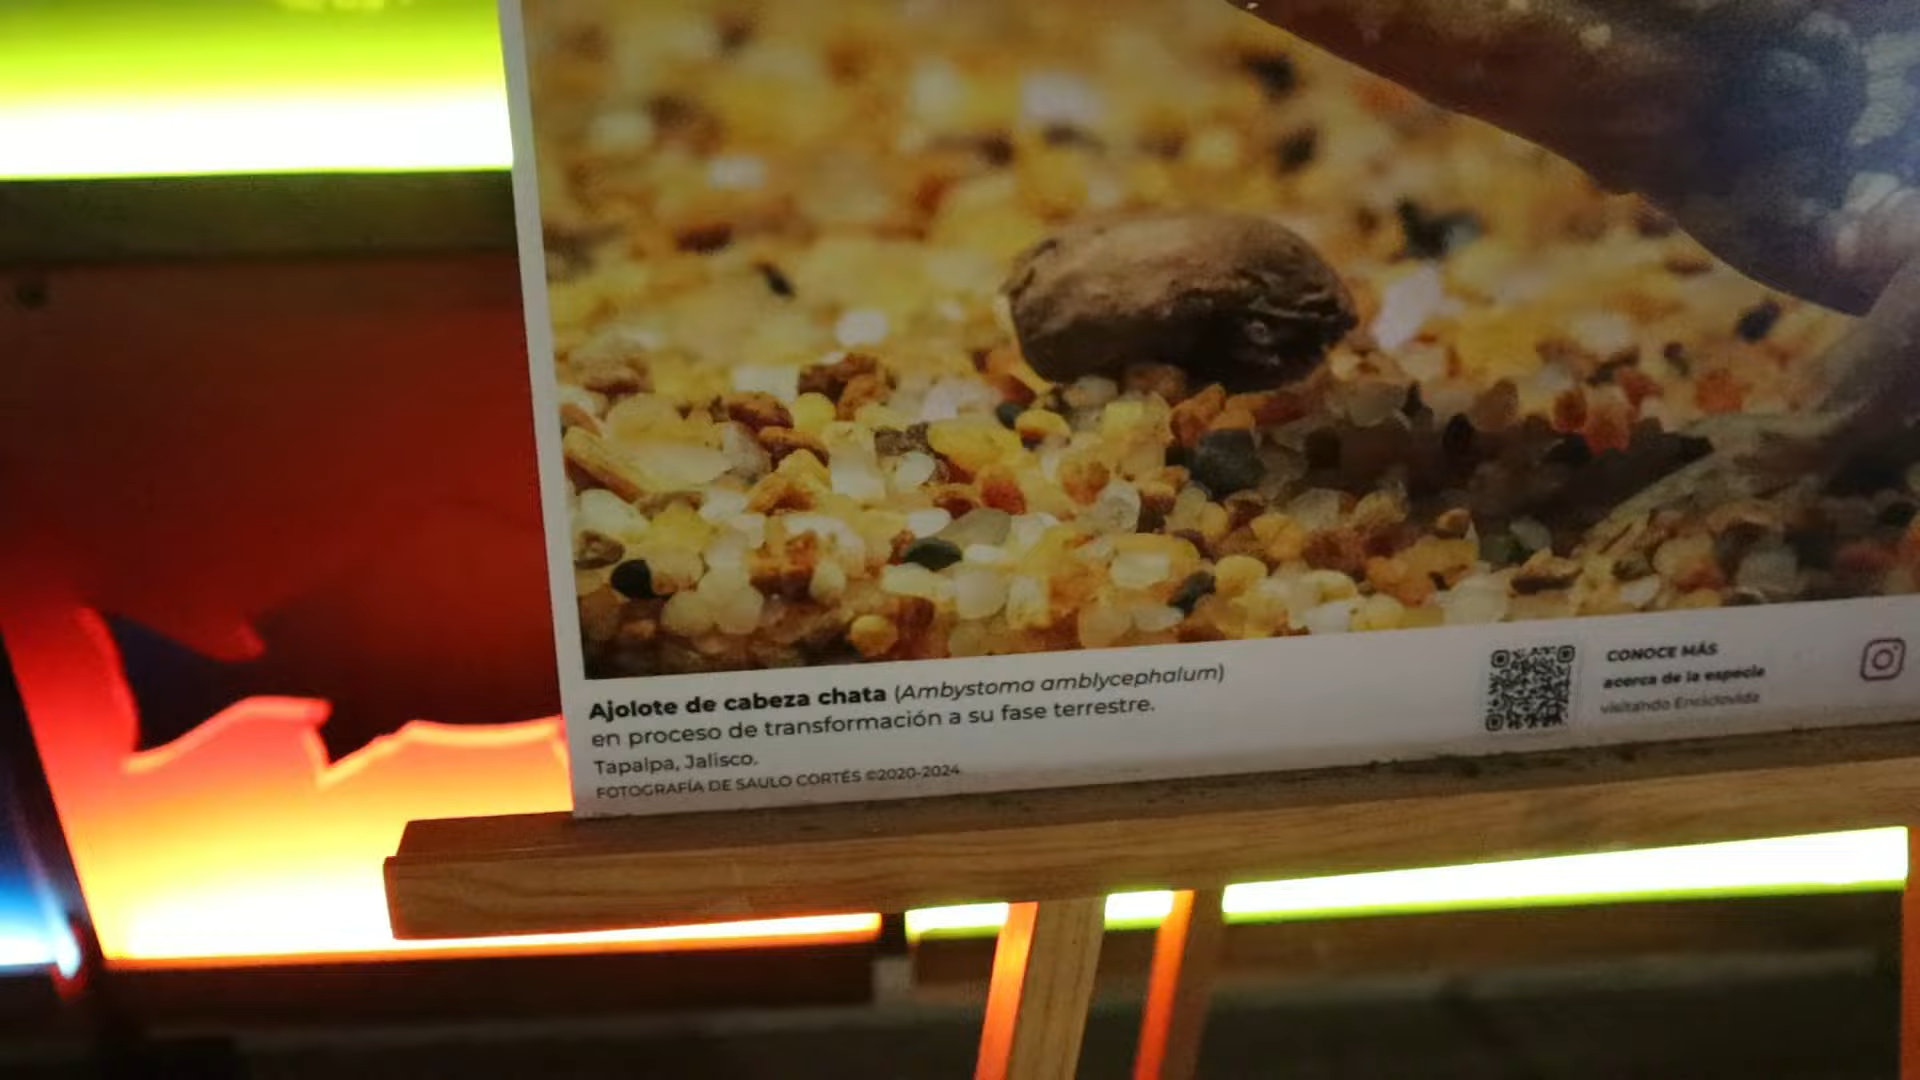 Ajolote de cabeza chata (Ambystoma amblycephalum)
en proceso de transformación a su fase terrestre.
Tapalpa, Jalisco.
FOTOGRAFÍA DE SAULO CORTÉS ©2020-2024
CONOCE MÁS
acerca de la especie
visitando Enciclovida